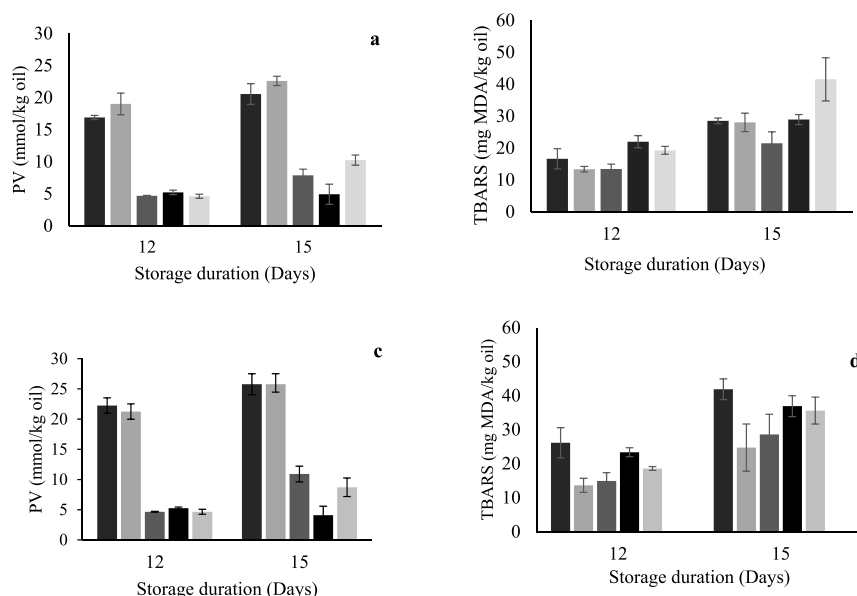 a
PV (mmol/kg oil)
30
25
20
15
10
5
0
12 15
Storage duration (Days)
TBARS (mg MDA/kg oil)
60
50
40
30
20
10
0
12 15
Storage duration (Days)
c
PV (mmol/kg oil)
30
25
20
15
10
5
0
12 15
Storage duration (Days)
d
TBARS (mg MDA/kg oil)
60
50
40
30
20
10
0
12 15
Storage duration (Days)